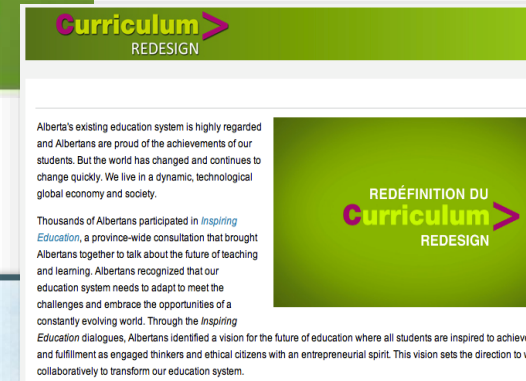 Curriculum>
REDESIGN
Alberta's existing education system is highly regarded
and Albertans are proud of the achievements of our
students. But the world has changed and continues to
change quickly. We live in a dynamic, technological
global economy and society.
REDÉFINITION DU
Curriculum>
REDESIGN
Thousands of Albertans participated in Inspiring
Education, a province-wide consultation that brought
Albertans together to talk about the future of teaching
and learning. Albertans recognized that our
education system needs to adapt to meet the
challenges and embrace the opportunities of a
constantly evolving world. Through the Inspiring
Education dialogues, Albertans identified a vision for the future of education where all students are inspired to achieve
and fulfillment as engaged thinkers and ethical citizens with an entrepreneurial spirit. This vision sets the direction to
collaboratively to transform our education system.